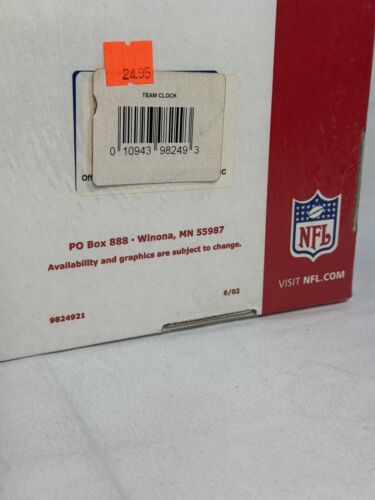 24.95
TEAM CLOCK
0 10943 98249 3
PO Box 888 • Winona, MN 55987
Availability and graphics are subject to change.
NFL
VISIT NFL.COM
9824921
6/02